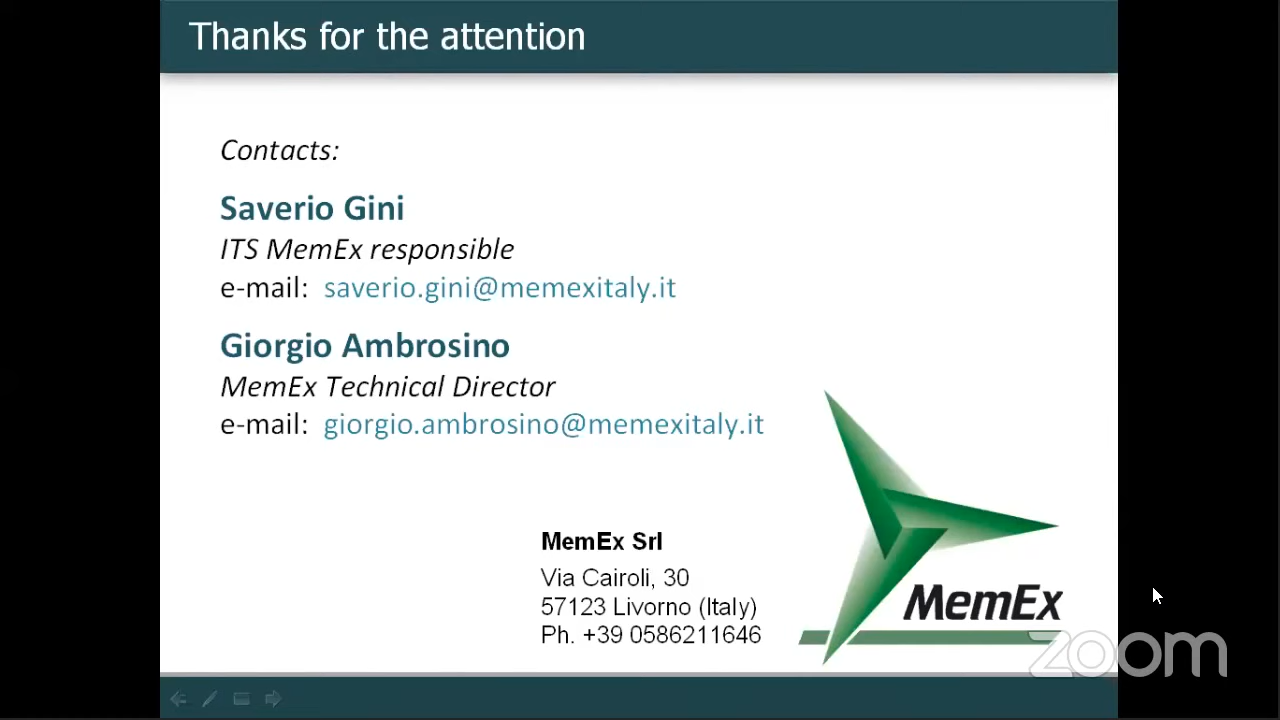 Thanks for the attention
Contacts:
Saverio Gini
ITS MemEx responsible
e-mail: saverio.gini@memexitaly.it
Giorgio Ambrosino
MemEx Technical Director
e-mail: giorgio.ambrosino@memexitaly.it
MemEx Srl
Via Cairoli, 30
57123 Livorno (Italy)
Ph. +39 0586211646
MemEx
zoom